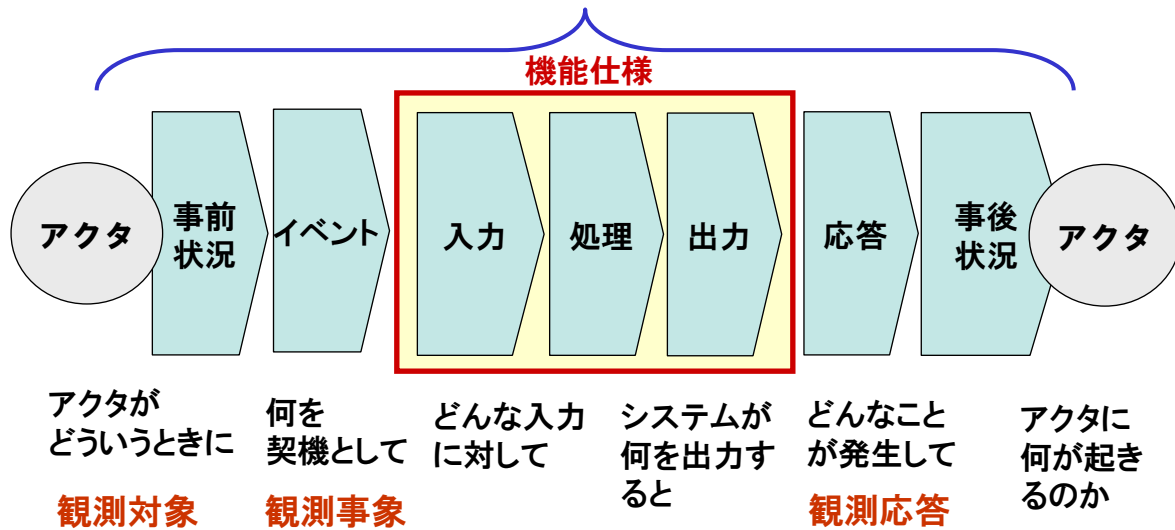 機能仕様
アクタ
事前
状況
イベント
入力
処理
出力
応答
事後
状況
アクタ
アクタが
どういうときに
何を
契機として
どんな入力
に対して
システムが
何を出力す
ると
どんなこと
が発生して
アクタに
何が起き
るのか
観測対象
観測事象
観測応答